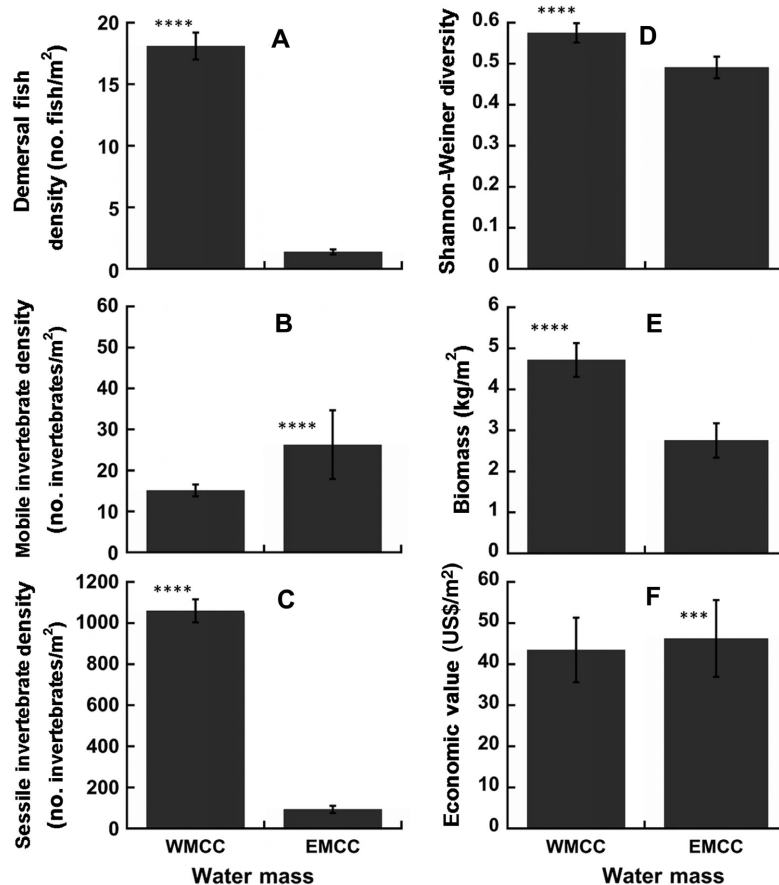 Demersal fish
density (no. fish/m²)
20
15
10
5
0
****
A
Mobile invertebrate density
(no. invertebrates/m²)
60
50
40
30
20
10
0
B
****
Sessile invertebrate density
(no. invertebrates/m²)
1200
1000
800
600
400
200
0
****
C
WMCC EMCC
Water mass
Shannon-Weiner diversity
0.6
0.5
0.4
0.3
0.2
0.1
0
****
D
Biomass (kg/m²)
6
5
4
3
2
1
0
****
E
Economic value (US$/m²)
60
50
40
30
20
10
0
F
***
WMCC EMCC
Water mass